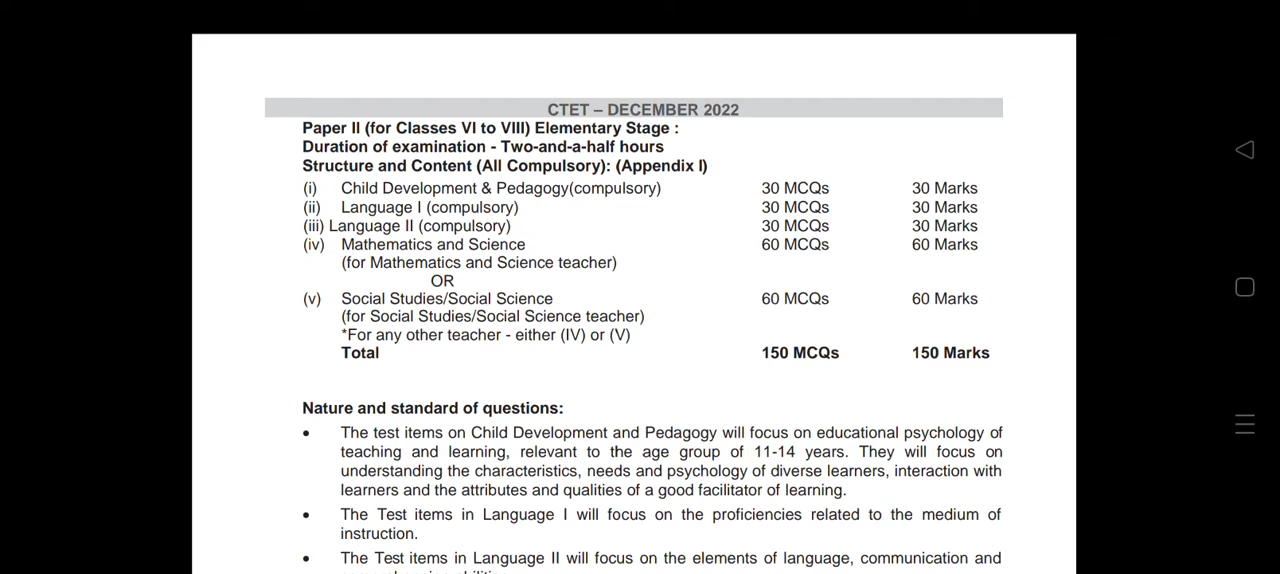 CTET – DECEMBER 2022
Paper II (for Classes VI to VIII) Elementary Stage :
Duration of examination - Two-and-a-half hours
Structure and Content (All Compulsory): (Appendix I)
(i) Child Development & Pedagogy(compulsory) 30 MCQs 30 Marks
(ii) Language I (compulsory) 30 MCQs 30 Marks
(iii) Language II (compulsory) 30 MCQs 30 Marks
(iv) Mathematics and Science 60 MCQs 60 Marks
(for Mathematics and Science teacher)
OR
(v) Social Studies/Social Science 60 MCQs 60 Marks
(for Social Studies/Social Science teacher)
*For any other teacher - either (IV) or (V)
Total 150 MCQs 150 Marks
Nature and standard of questions:
• The test items on Child Development and Pedagogy will focus on educational psychology of
teaching and learning, relevant to the age group of 11-14 years. They will focus on
understanding the characteristics, needs and psychology of diverse learners, interaction with
learners and the attributes and qualities of a good facilitator of learning.
• The Test items in Language I will focus on the proficiencies related to the medium of
instruction.
• The Test items in Language II will focus on the elements of language, communication and